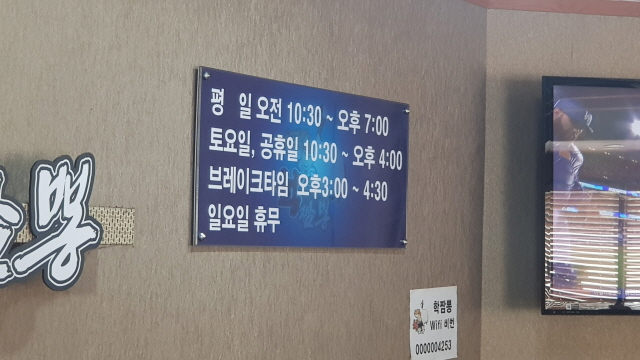 평 일 오전 10:30 ~ 오후 7:00
토요일, 공휴일 10:30 ~ 오후 4:00
브레이크타임 오후3:00 ~ 4:30
일요일 휴무
뽕
학짬뽕
Wifi 비번
0000004253